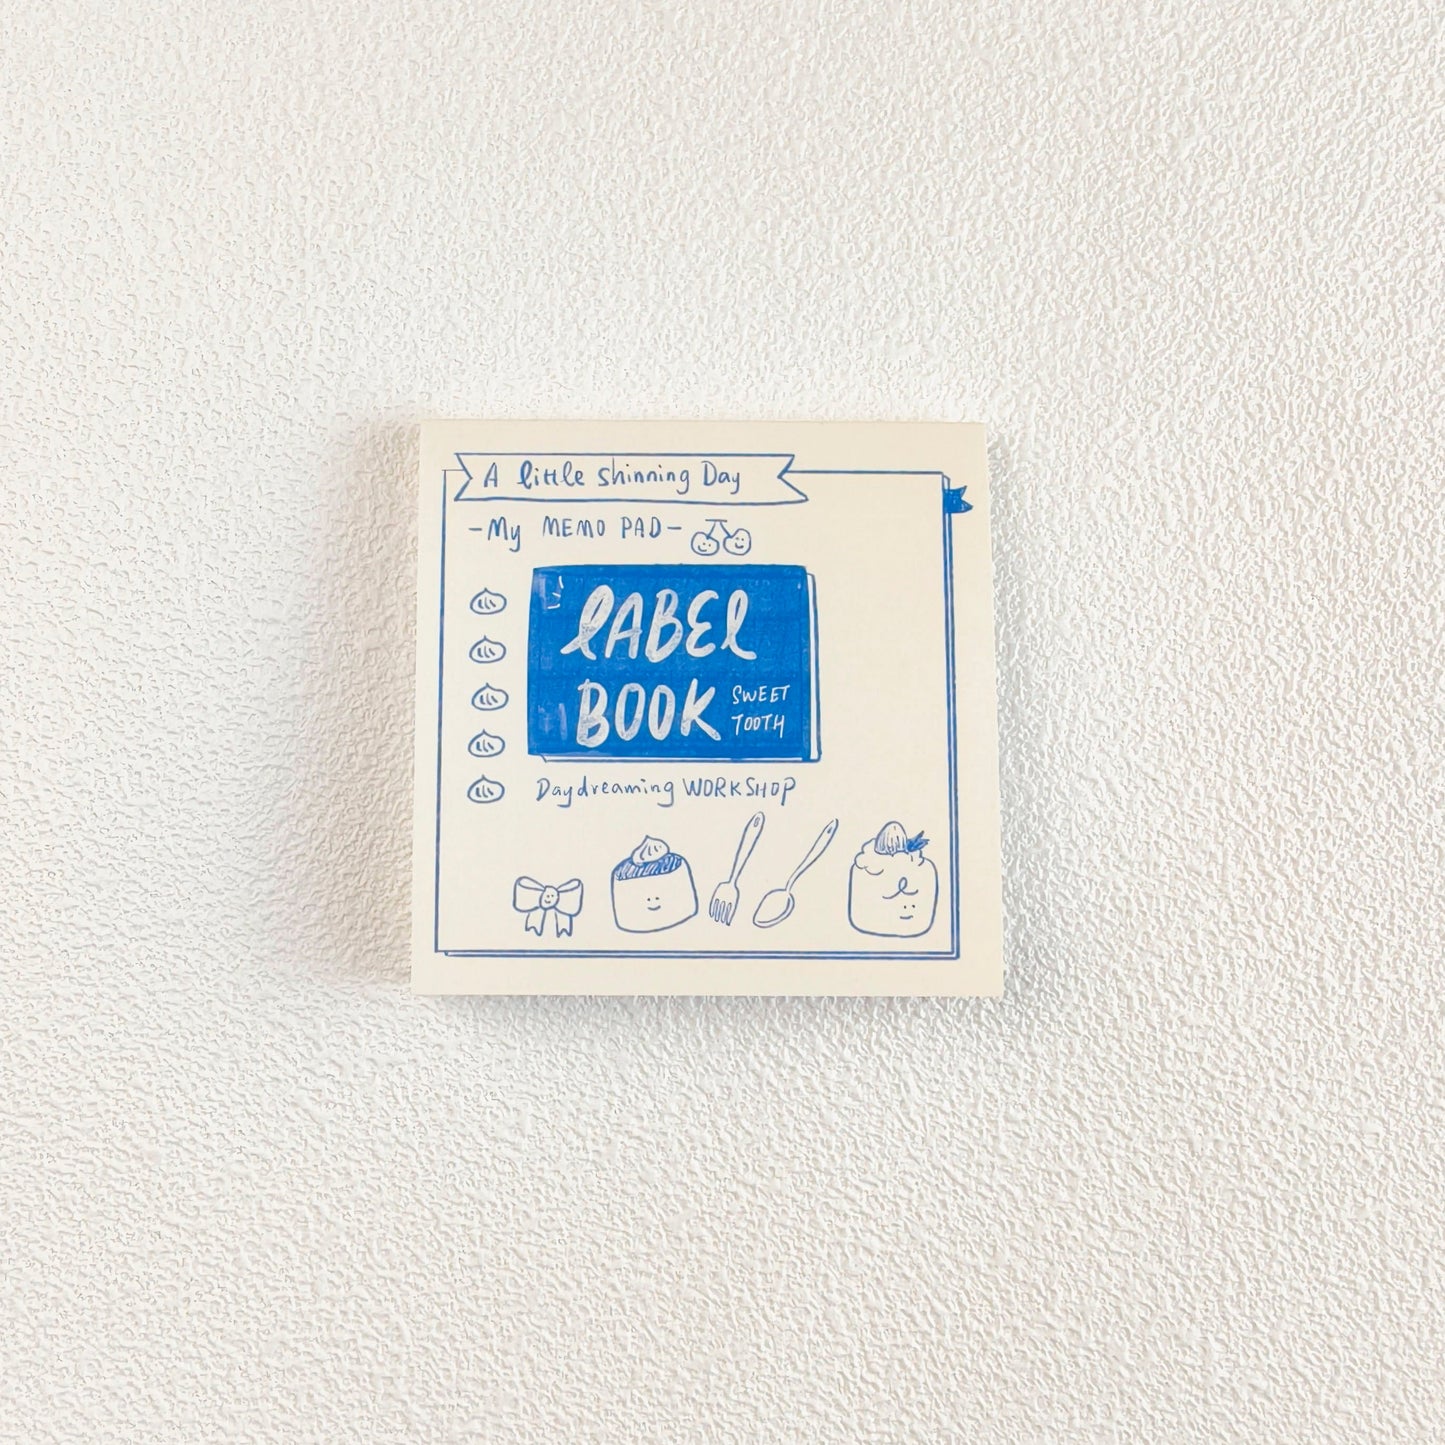 A little Shinning Day
-My MEMO PAD-
lABEl
BOOK
SWEET
TOOTH
Daydreaming WORKSHOP